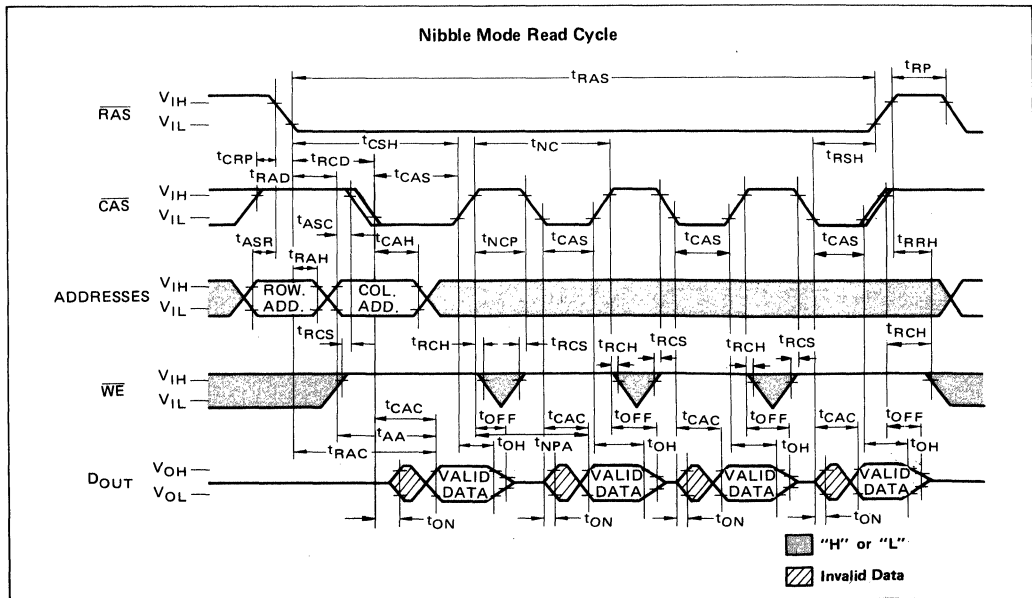 Nibble Mode Read Cycle
tRAS
tRP
RAS
VIH
VIL
tCSH
tNC
tRSH
tCRP
tRCD
tRAD
tCAS
CAS
VIH
VIL
tASC
tASR
tCAH
tNCP
tCAS
tCAS
tCAS
tRRH
tRAH
ADDRESSES
VIH
VIL
ROW. ADD.
COL. ADD.
tRCS
tRCH
tRCS
tRCH
tRCS
tRCH
tRCS
tRCH
WE
VIH
VIL
tCAC
tOFF
tCAC
tOFF
tCAC
tOFF
tCAC
tOFF
tAA
tRAC
tOH
tNPA
tOH
tOH
tOH
DOUT
VOH
VOL
VALID DATA
VALID DATA
VALID DATA
VALID DATA
tON
tON
tON
tON
"H" or "L"
Invalid Data